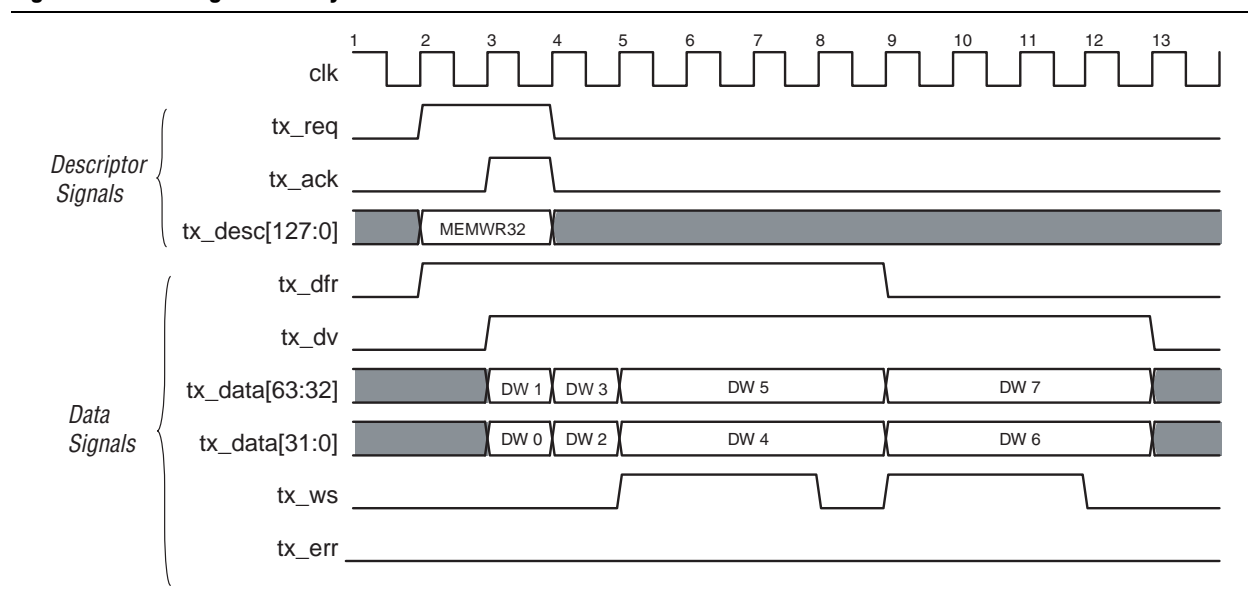 1 2 3 4 5 6 7 8 9 10 11 12 13
clk
Descriptor
Signals
tx_req
tx_ack
tx_desc[127:0]
MEMWR32
Data
Signals
tx_dfr
tx_dv
tx_data[63:32]
DW 1 DW 3 DW 5 DW 7
tx_data[31:0]
DW 0 DW 2 DW 4 DW 6
tx_ws
tx_err